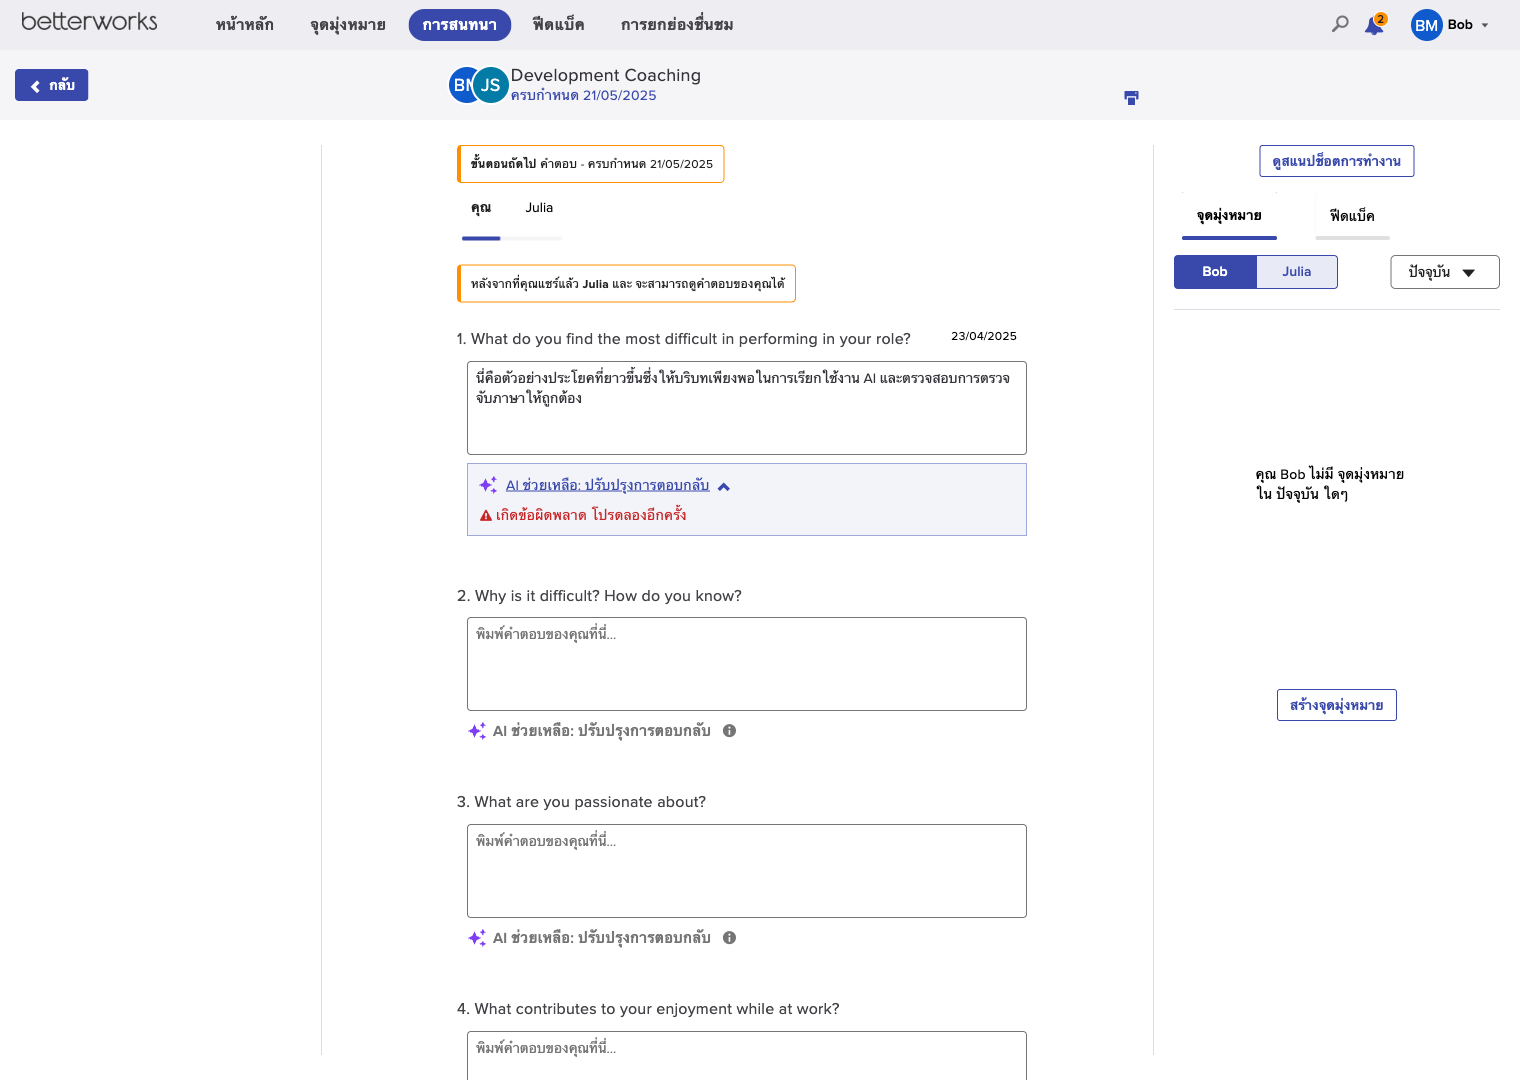 betterworks
หน้าหลัก
จุดมุ่งหมาย
การสนทนา
ฟีดแบ็ค
การยกย่องชื่นชม
2
BM
Bob
กลับ
JS
Development Coaching
ครบกำหนด 21/05/2025
ขั้นตอนถัดไป คำตอบ - ครบกำหนด 21/05/2025
คุณ
Julia
หลังจากที่คุณแชร์แล้ว Julia และ จะสามารถดูคำตอบของคุณได้
1. What do you find the most difficult in performing in your role?
23/04/2025
นี่คือตัวอย่างประโยคที่ยาวขึ้นซึ่งให้บริบทเพียงพอในการเรียกใช้งาน AI และตรวจสอบการตรวจ
จับภาษาให้ถูกต้อง
AI ช่วยเหลือ: ปรับปรุงการตอบกลับ
เกิดข้อผิดพลาด โปรดลองอีกครั้ง
2. Why is it difficult? How do you know?
พิมพ์คำตอบของคุณที่นี่...
AI ช่วยเหลือ: ปรับปรุงการตอบกลับ
3. What are you passionate about?
พิมพ์คำตอบของคุณที่นี่...
AI ช่วยเหลือ: ปรับปรุงการตอบกลับ
4. What contributes to your enjoyment while at work?
พิมพ์คำตอบของคุณที่นี่...
ดูสแนปช็อตการทำงาน
จุดมุ่งหมาย
ฟีดแบ็ค
Bob
Julia
ปัจจุบัน
คุณ Bob ไม่มี จุดมุ่งหมาย
ใน ปัจจุบัน ใดๆ
สร้างจุดมุ่งหมาย